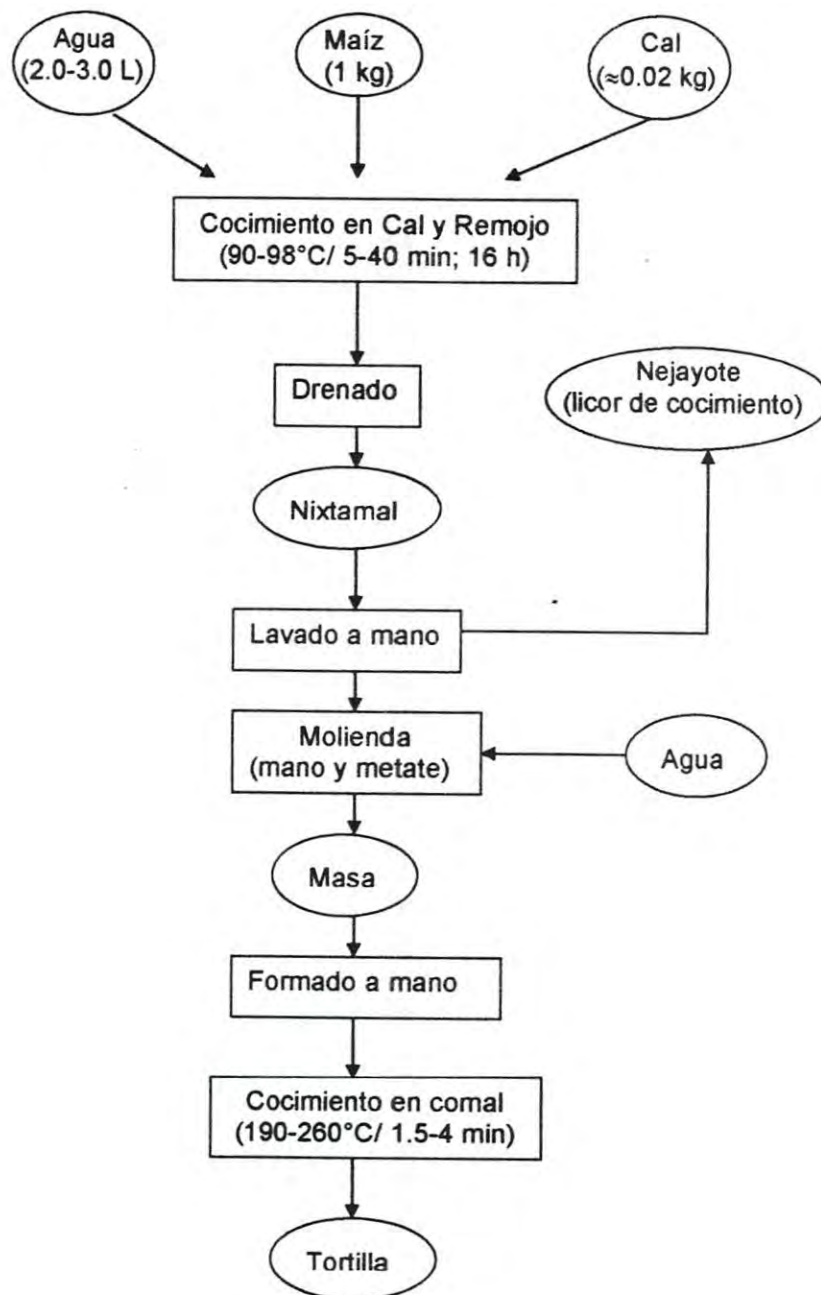 Agua
(2.0-3.0 L)
Maíz
(1 kg)
Cal
(≈0.02 kg)
Cocimiento en Cal y Remojo
(90-98°C/ 5-40 min; 16 h)
Drenado
Nejayote
(licor de cocimiento)
Nixtamal
Lavado a mano
Molienda
(mano y metate)
Agua
Masa
Formado a mano
Cocimiento en comal
(190-260°C/ 1.5-4 min)
Tortilla